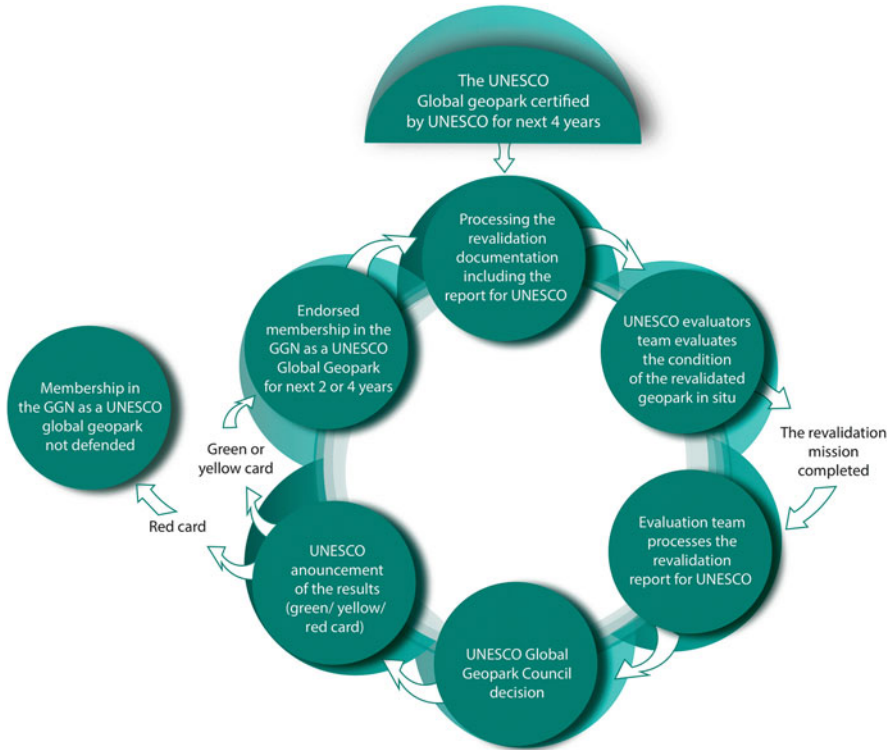 The UNESCO
Global geopark certified
by UNESCO for next 4 years
Processing the
revalidation
documentation
including the
report for UNESCO
UNESCO evaluators
team evaluates
the condition
of the revalidated
geopark in situ
The revalidation
mission
completed
Evaluation team
processes the
revalidation
report for UNESCO
UNESCO Global
Geopark Council
decision
UNESCO
anouncement
of the results
(green/ yellow/
red card)
Green or
yellow card
Endorsed
membership in the
GGN as a UNESCO
Global Geopark
for next 2 or 4 years
Red card
Membership in
the GGN as a UNESCO
global geopark
not defended